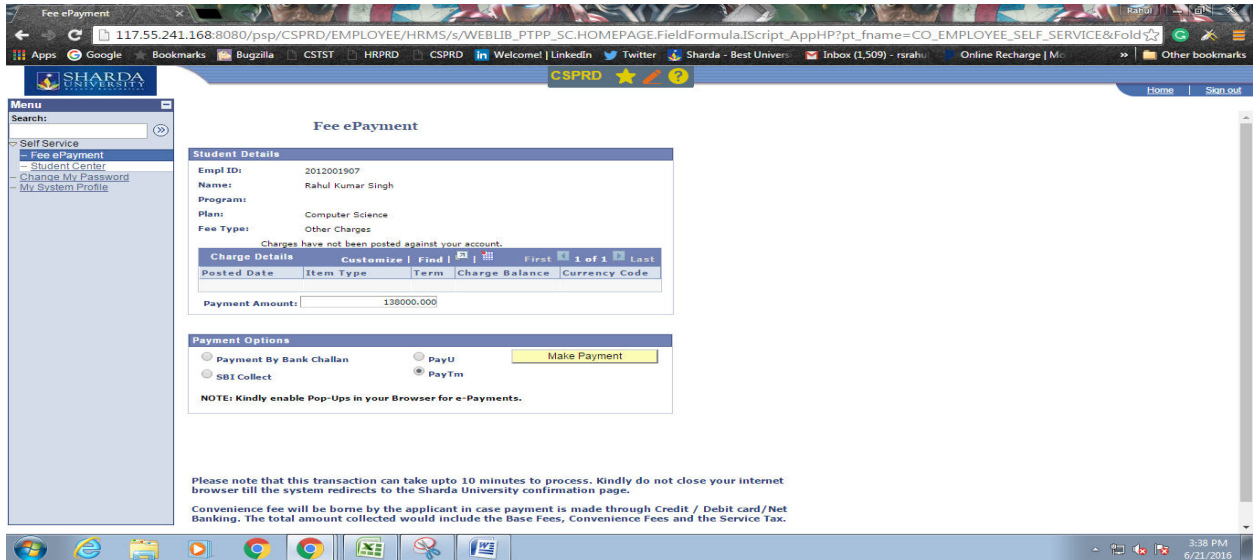 Fee ePayment
Rahul
117.55.241.168:8080/psp/CSPRD/EMPLOYEE/HRMS/s/WEBLIB_PTPP_SC.HOMEPAGE.FieldFormula.IScript_AppHP?pt_fname=CO_EMPLOYEE_SELF_SERVICE&Fold
Apps Google Bookmarks Bugzilla CSTST HRPRD CSPRD Welcome! | LinkedIn Twitter Sharda - Best Univers Inbox (1,509) - rsrahu Online Recharge | Mo » Other bookmarks
SHARDA
UNIVERSITY
CSPRD
Home | Sign out
Menu
Search:
Self Service
– Fee ePayment
– Student Center
– Change My Password
– My System Profile
Fee ePayment
Student Details
Empl ID: 2012001907
Name: Rahul Kumar Singh
Program:
Plan: Computer Science
Fee Type: Other Charges
Charges have not been posted against your account.
Charge Details Customize | Find | | First 1 of 1 Last
Posted Date Item Type Term Charge Balance Currency Code
Payment Amount: 138000.000
Payment Options
Payment By Bank Challan PayU Make Payment
SBI Collect PayTm
NOTE: Kindly enable Pop-Ups in your Browser for e-Payments.
Please note that this transaction can take upto 10 minutes to process. Kindly do not close your internet
browser till the system redirects to the Sharda University confirmation page.
Convenience fee will be borne by the applicant in case payment is made through Credit / Debit card/Net
Banking. The total amount collected would include the Base Fees, Convenience Fees and the Service Tax.
3:38 PM
6/21/2016